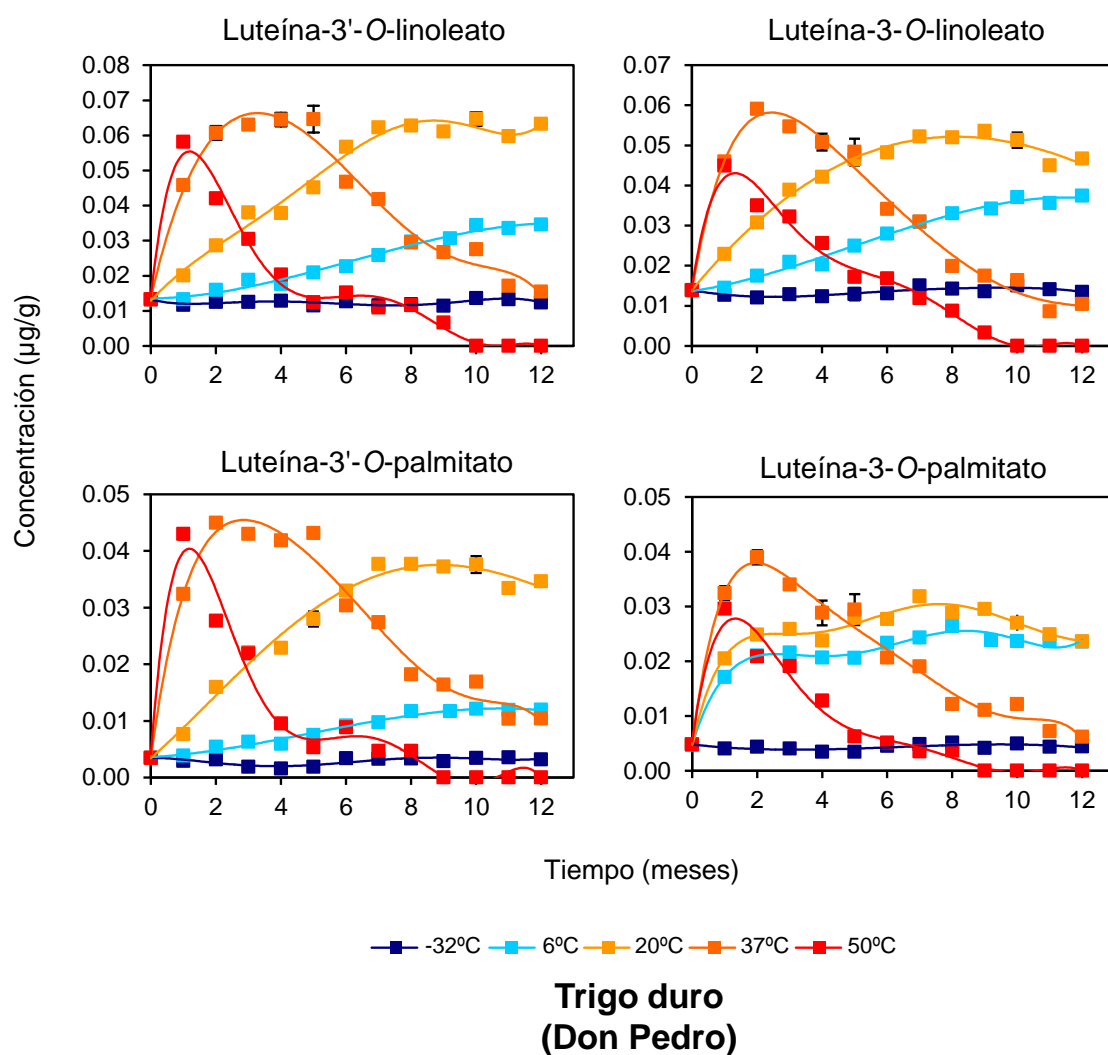 Luteína-3'-O-linoleato
Luteína-3-O-linoleato
0.08
0.07
0.06
0.05
0.04
0.03
0.02
0.01
0.00
0 2 4 6 8 10 12
0.07
0.06
0.05
0.04
0.03
0.02
0.01
0.00
0 2 4 6 8 10 12
Concentración (µg/g)
Luteína-3'-O-palmitato
Luteína-3-O-palmitato
0.05
0.04
0.03
0.02
0.01
0.00
0 2 4 6 8 10 12
0.05
0.04
0.03
0.02
0.01
0.00
0 2 4 6 8 10 12
Tiempo (meses)
-32ºC 6ºC 20ºC 37ºC 50ºC
Trigo duro
(Don Pedro)